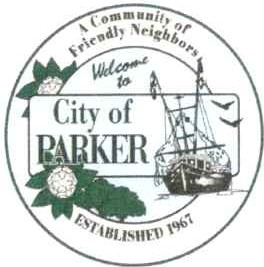 A Community of
Friendly Neighbors
Welcome
to
City of
PARKER
ESTABLISHED 1967